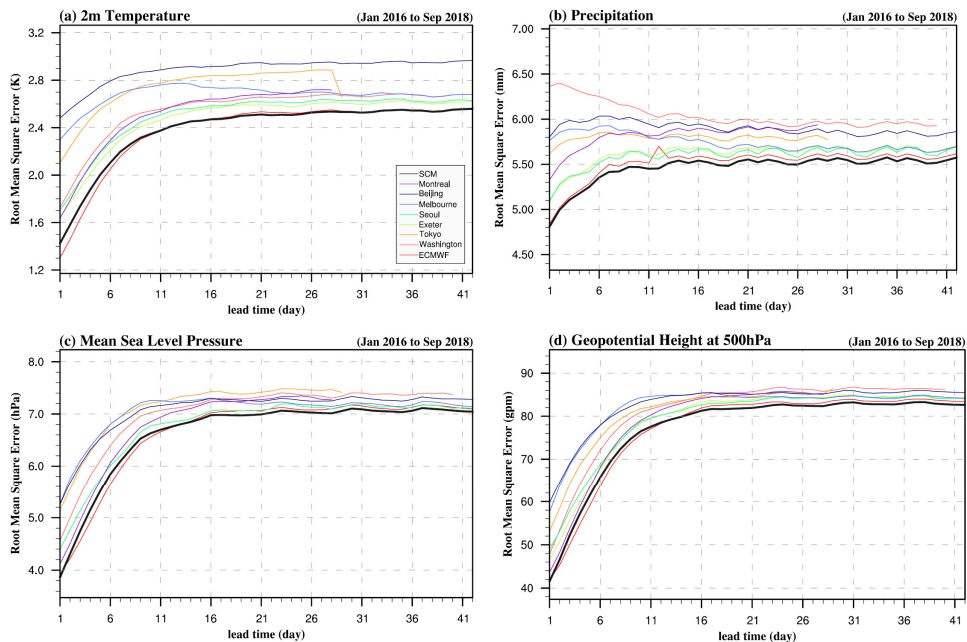 (a) 2m Temperature (Jan 2016 to Sep 2018)
Root Mean Square Error (K)
3.2
2.8
2.4
2.0
1.6
1.2
SCM
Montreal
Beijing
Melbourne
Seoul
Exeter
Tokyo
Washington
ECMWF
1 6 11 16 21 26 31 36 41
lead time (day)
(b) Precipitation (Jan 2016 to Sep 2018)
Root Mean Square Error (mm)
7.00
6.50
6.00
5.50
5.00
4.50
1 6 11 16 21 26 31 36 41
lead time (day)
(c) Mean Sea Level Pressure (Jan 2016 to Sep 2018)
Root Mean Square Error (hPa)
8.0
7.0
6.0
5.0
4.0
1 6 11 16 21 26 31 36 41
lead time (day)
(d) Geopotential Height at 500hPa (Jan 2016 to Sep 2018)
Root Mean Square Error (gpm)
90
80
70
60
50
40
1 6 11 16 21 26 31 36 41
lead time (day)